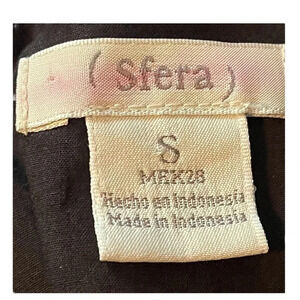 ( Sfera )
S
MEX28
Hecho en Indonesia
Made in Indonesia